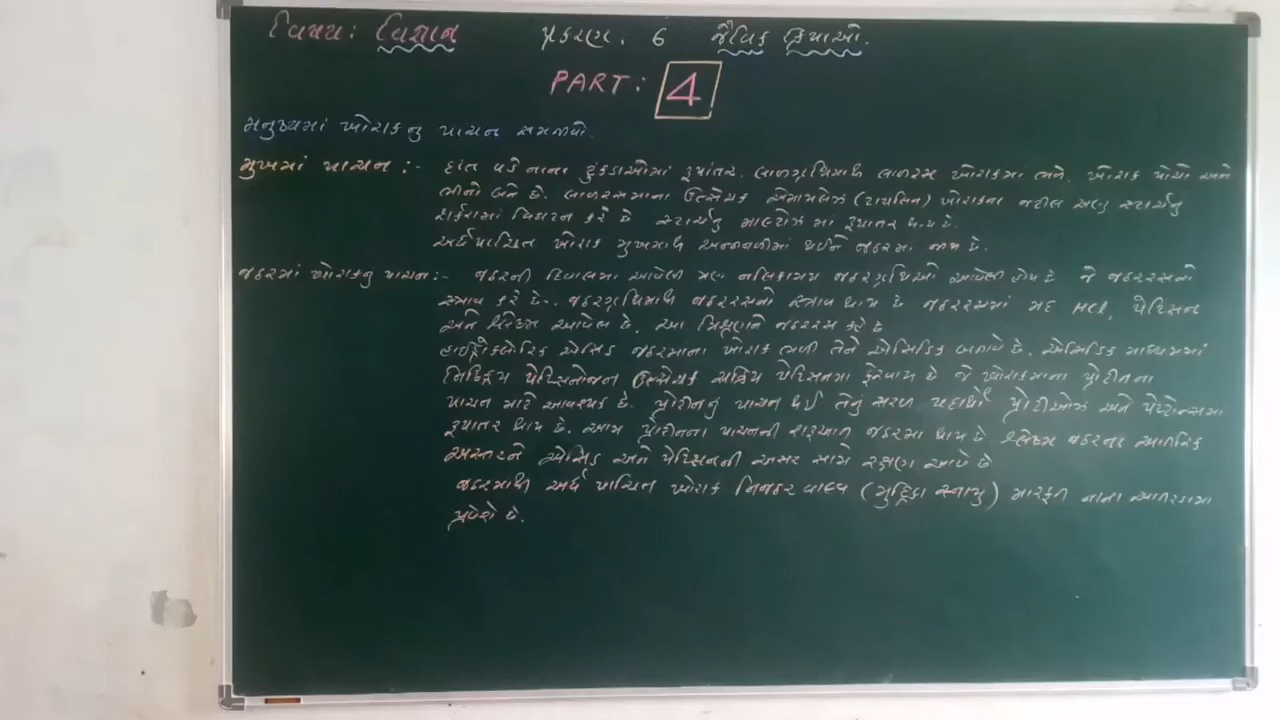 વિષય: વિજ્ઞાન પ્રકરણ. 6 જૈવિક ક્રિયાઓ.
PART: 4
મનુષ્યમાં ખોરાકનુ પાચન સમજાવો.
મુખમાં પાચન :- દાંત વડે નાના ટુકડાઓમાં રૂપાંતર. લાળગ્રંથિમાથી લાળરસ ખોરાકમાં ભળે. ખોરાક પોચો અને
ભીનો બને છે. લાળરસમાના ઉત્સેચક એમાયલેઝ (ટાયલિન) ખોરાકના જટીલ અણુ સ્ટાર્ચનુ
શર્કરામાં વિઘટન કરે છે સ્ટાર્ચનુ માલ્ટોઝ માં રૂપાતર થાય છે.
અર્ધપાચિત ખોરાક મુખમાથી અન્નનળીમાં થઈને જઠરમા જાય છે.
જઠરમાં ખોરાકનુ પાચન:- જઠરની દિવાલમા આવેલી ત્રણ નલિકામય જઠરગ્રંથિઓ આવેલી હોય છે જે જઠરરસનો
સ્ત્રાવ કરે છે. જઠરગ્રંથિમાથી જઠરરસનો સ્ત્રાવ થાય છે જઠરરસમાં મંદ HCl, પેપ્સિન
અને શ્લેષ્મ આવેલ છે. આ મિશ્રણને જઠરરસ કહે છે
હાઈડ્રોક્લોરિક એસિડ જઠરમાના ખોરાક ભળી તેને એસિડિક બનાવે છે. એસિડિક માધ્યમમાં
નિષ્ક્રિય પેપ્સિનોજન ઉત્સેચક સક્રિય પેપ્સિનમા ફેરવાય છે જે ખોરાકમાના પ્રોટીનના
પાચન માટે આવશ્યક છે. પ્રોટીનનું પાચન થઈ તેનું સરળ પદાર્થો પ્રોટીઓઝ અને પેપ્ટોન્સમા
રૂપાતર થાય છે. આમ પ્રોટીનના પાચનની શરૂઆત જઠરમા થાય છે શ્લેષ્મ જઠરના આતરિક
અસ્તરને એસિડ અને પેપ્સિનની અસર સામે રક્ષણ આપે છે
જઠરમાથી અર્ધ પાચિત ખોરાક નિજઠર વાલ્વ (મુદ્રિકા સ્નાયુ) મારફત નાના આતરડામા
પ્રવેશે છે.